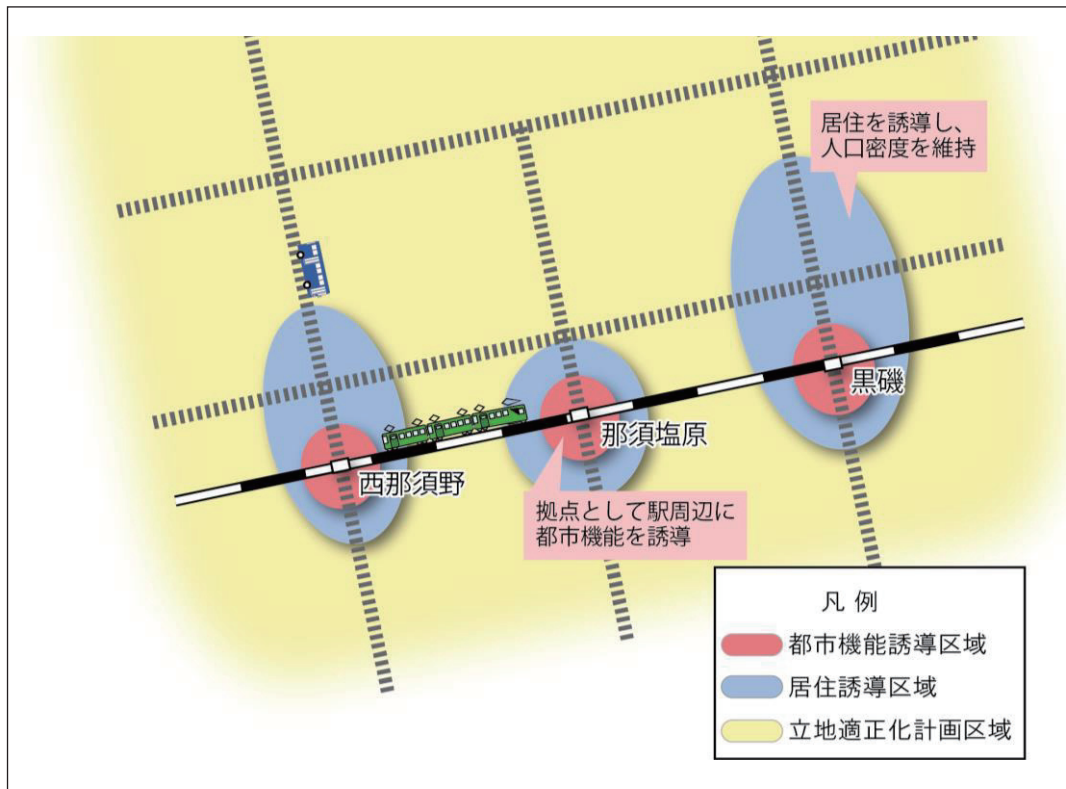 居住を誘導し、
人口密度を維持
黒磯
那須塩原
西那須野
拠点として駅周辺に
都市機能を誘導
凡例
都市機能誘導区域
居住誘導区域
立地適正化計画区域